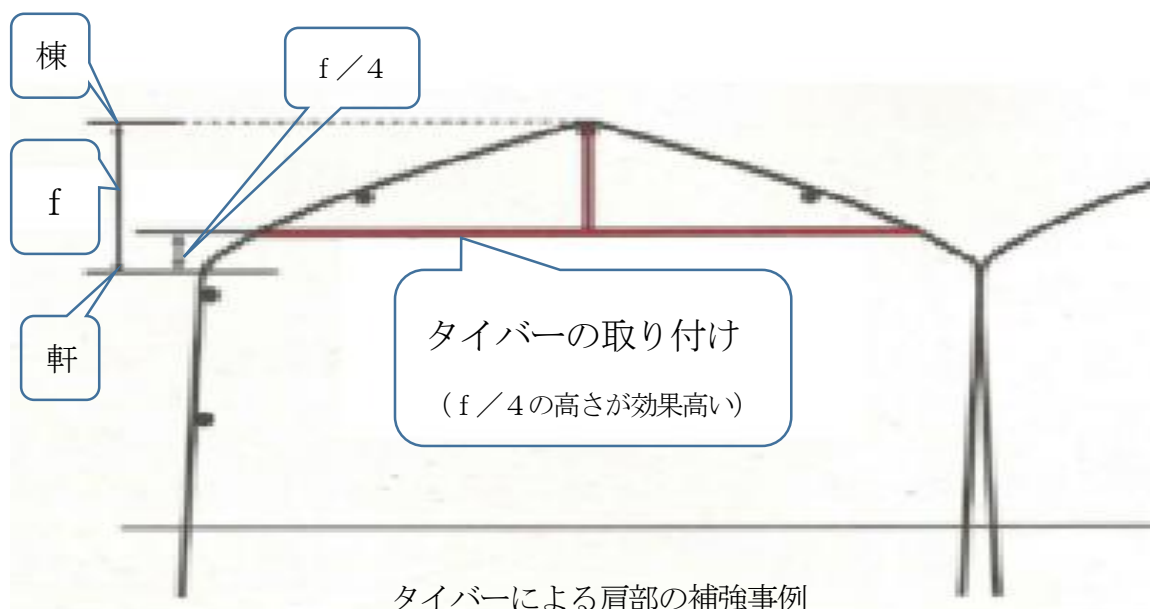 棟
f／4
f
軒
タイバーの取り付け
（f／4の高さが効果高い）
タイバーによる肩部の補強事例